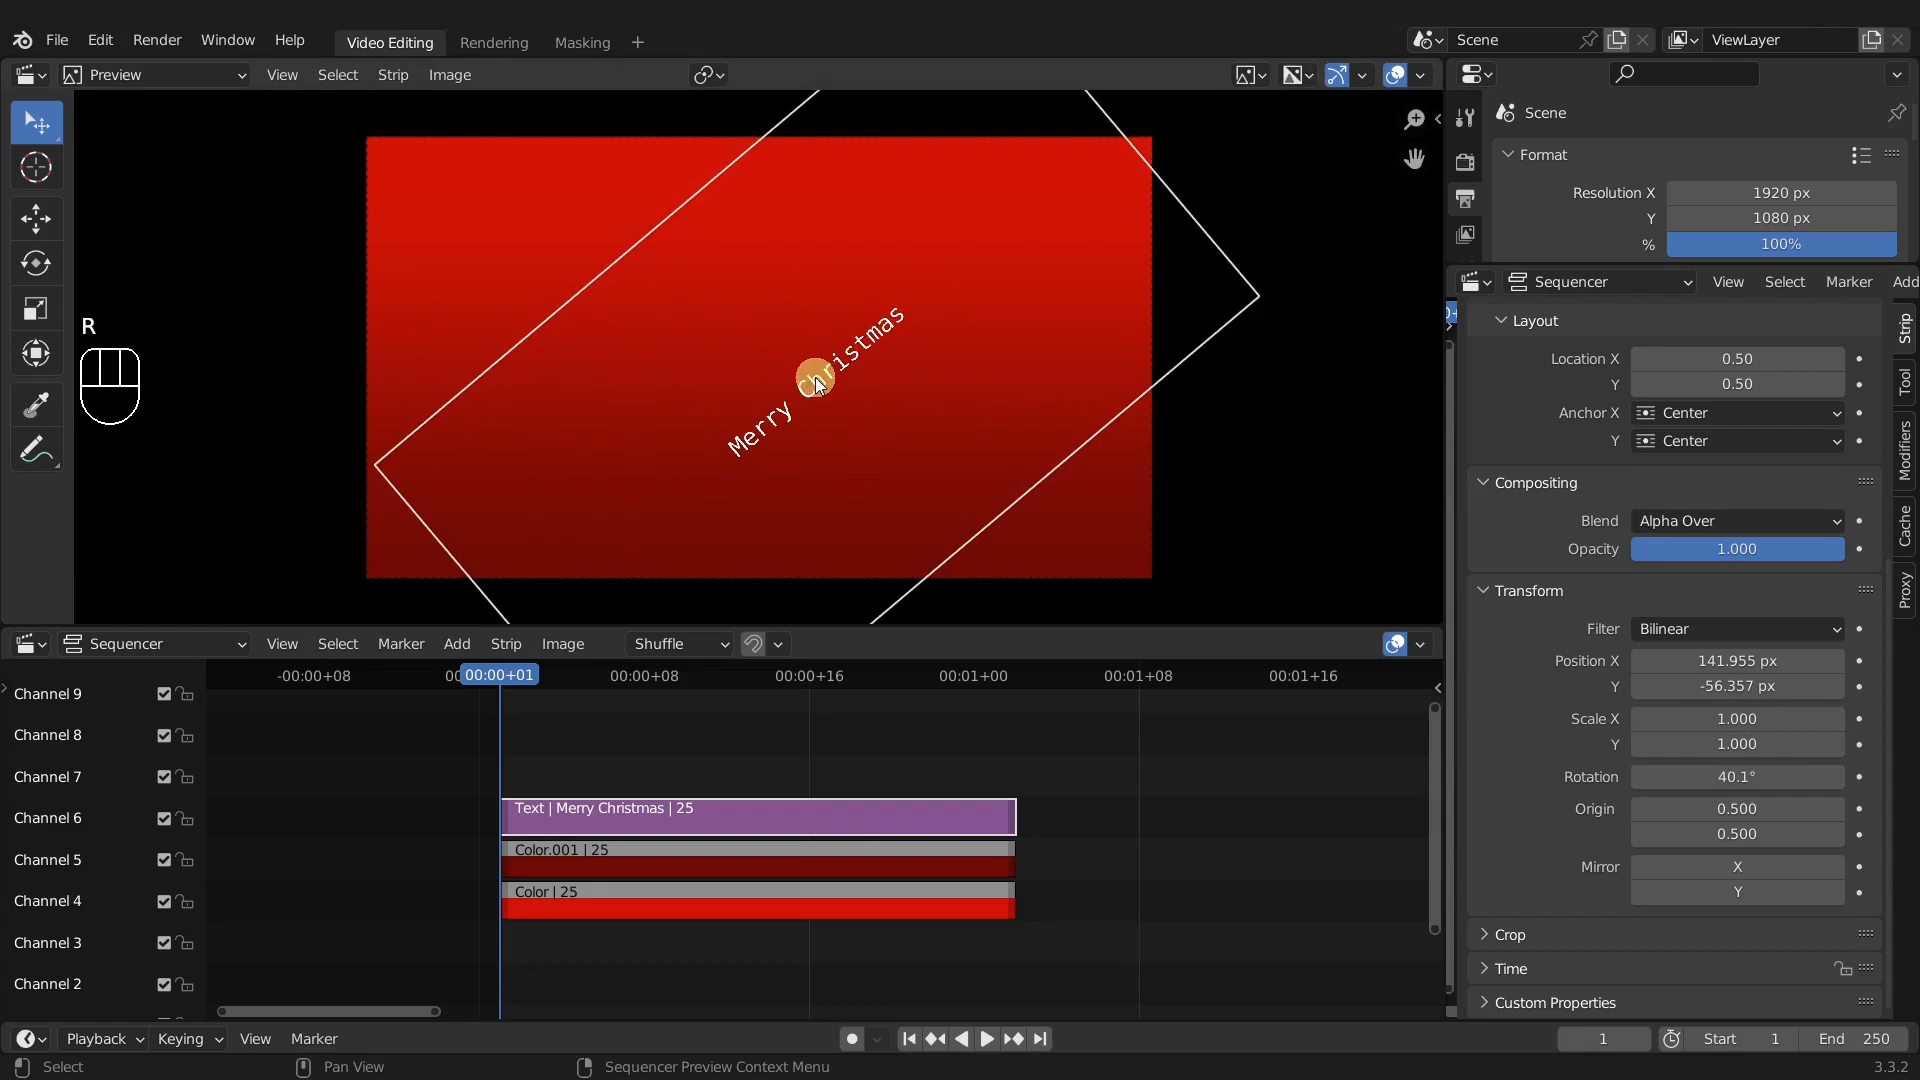 File Edit Render Window Help Video Editing Rendering Masking + Scene ViewLayer
Preview View Select Strip Image
Scene
Format
Resolution X 1920 px
Y 1080 px
% 100%
Sequencer View Select Marker Add
R
Merry Christmas
Layout
Location X 0.50
Y 0.50
Anchor X Center
Y Center
Compositing
Blend Alpha Over
Opacity 1.000
Transform
Filter Bilinear
Position X 141.955 px
Y -56.357 px
Scale X 1.000
Y 1.000
Rotation 40.1°
Origin 0.500
0.500
Mirror X
Y
Crop
Time
Custom Properties
Strip
Tool
Modifiers
Cache
Proxy
Sequencer View Select Marker Add Strip Image Shuffle
-00:00+08 00:00+01 00:00+08 00:00+16 00:01+00 00:01+08 00:01+16
Channel 9
Channel 8
Channel 7
Channel 6 Text | Merry Christmas | 25
Channel 5 Color.001 | 25
Channel 4 Color | 25
Channel 3
Channel 2
Playback Keying View Marker 1 Start 1 End 250
Select Pan View Sequencer Preview Context Menu 3.3.2